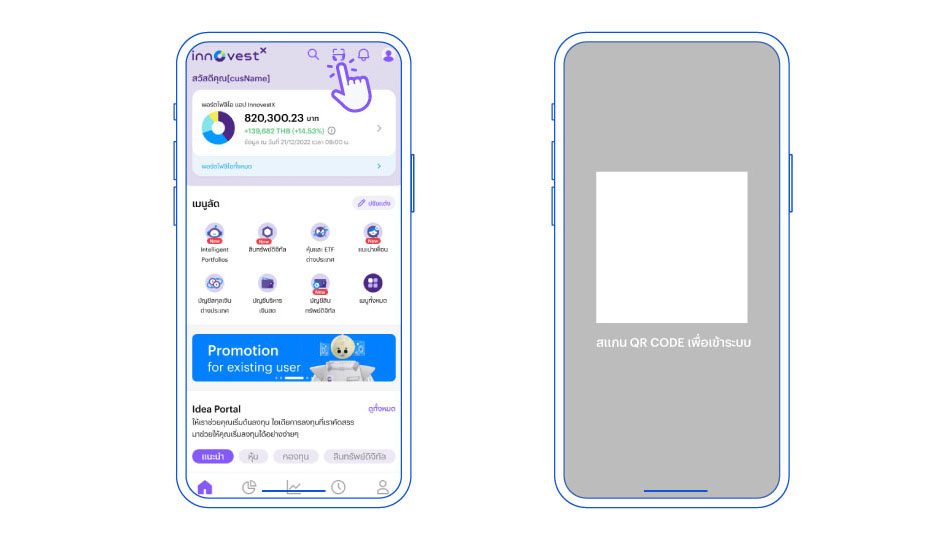 innovestX
สวัสดีคุณ[cusName]
พอร์ตโฟลิโอ แอป InnovestX
820,300.23 บาท
+139,682 THB (+14.53%)
ข้อมูล ณ วันที่ 21/12/2022 เวลา 09:00 น.
พอร์ตโฟลิโอทั้งหมด
เมนูลัด
ปรับแต่ง
New
New
New
Intelligent
Portfolios
สินทรัพย์ดิจิทัล
หุ้นและ ETF
ต่างประเทศ
แนะนำเพื่อน
New
บัญชีสกุลเงิน
ต่างประเทศ
บัญชีบริหาร
เงินสด
บัญชีสิน
ทรัพย์ดิจิทัล
เมนูทั้งหมด
Promotion
for existing user
Idea Portal
ดูทั้งหมด
ให้เราช่วยคุณเริ่มต้นลงทุน ไอเดียการลงทุนที่เราคัดสรร
มาช่วยให้คุณเริ่มลงทุนได้อย่างง่ายๆ
แนะนำ
หุ้น
กองทุน
สินทรัพย์ดิจิทัล
สแกน QR CODE เพื่อเข้าระบบ